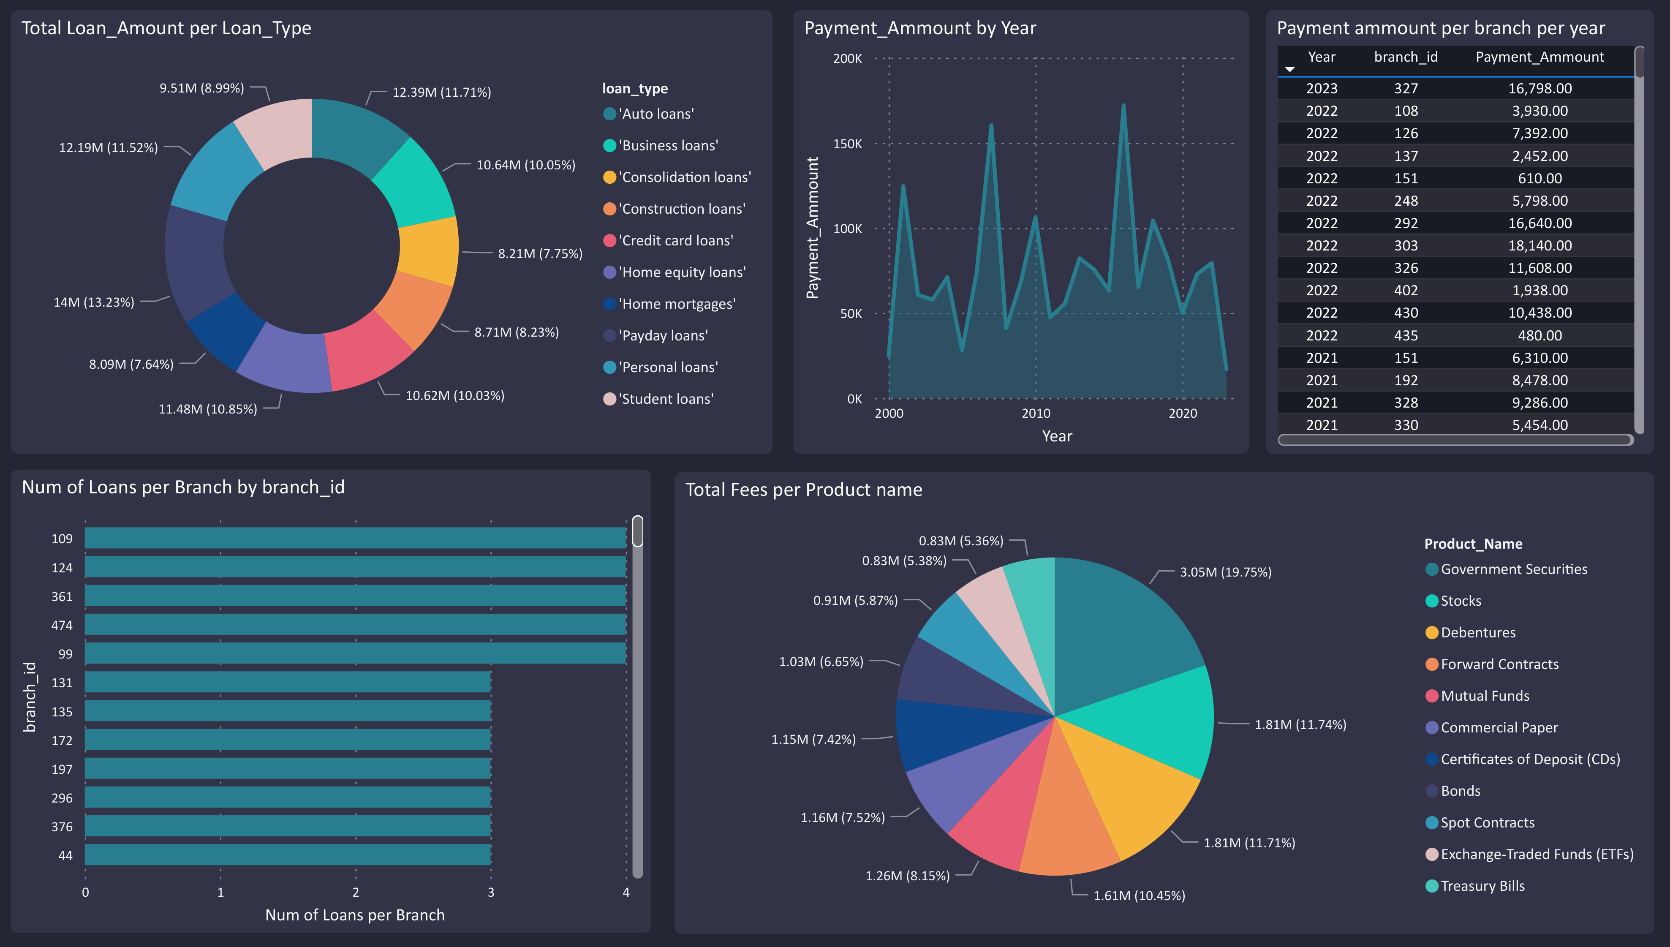 Total Loan_Amount per Loan_Type
9.51M (8.99%)
12.39M (11.71%)
12.19M (11.52%)
10.64M (10.05%)
8.21M (7.75%)
14M (13.23%)
8.71M (8.23%)
8.09M (7.64%)
10.62M (10.03%)
11.48M (10.85%)
loan_type
'Auto loans'
'Business loans'
'Consolidation loans'
'Construction loans'
'Credit card loans'
'Home equity loans'
'Home mortgages'
'Payday loans'
'Personal loans'
'Student loans'
Payment_Ammount by Year
Payment_Ammount
200K
150K
100K
50K
0K
2000 2010 2020
Year
Payment ammount per branch per year
Year branch_id Payment_Ammount
2023 327 16,798.00
2022 108 3,930.00
2022 126 7,392.00
2022 137 2,452.00
2022 151 610.00
2022 248 5,798.00
2022 292 16,640.00
2022 303 18,140.00
2022 326 11,608.00
2022 402 1,938.00
2022 430 10,438.00
2022 435 480.00
2021 151 6,310.00
2021 192 8,478.00
2021 328 9,286.00
2021 330 5,454.00
Num of Loans per Branch by branch_id
branch_id
109
124
361
474
99
131
135
172
197
296
376
44
0 1 2 3 4
Num of Loans per Branch
Total Fees per Product name
0.83M (5.36%)
0.83M (5.38%)
3.05M (19.75%)
0.91M (5.87%)
1.03M (6.65%)
1.81M (11.74%)
1.15M (7.42%)
1.16M (7.52%)
1.81M (11.71%)
1.26M (8.15%)
1.61M (10.45%)
Product_Name
Government Securities
Stocks
Debentures
Forward Contracts
Mutual Funds
Commercial Paper
Certificates of Deposit (CDs)
Bonds
Spot Contracts
Exchange-Traded Funds (ETFs)
Treasury Bills